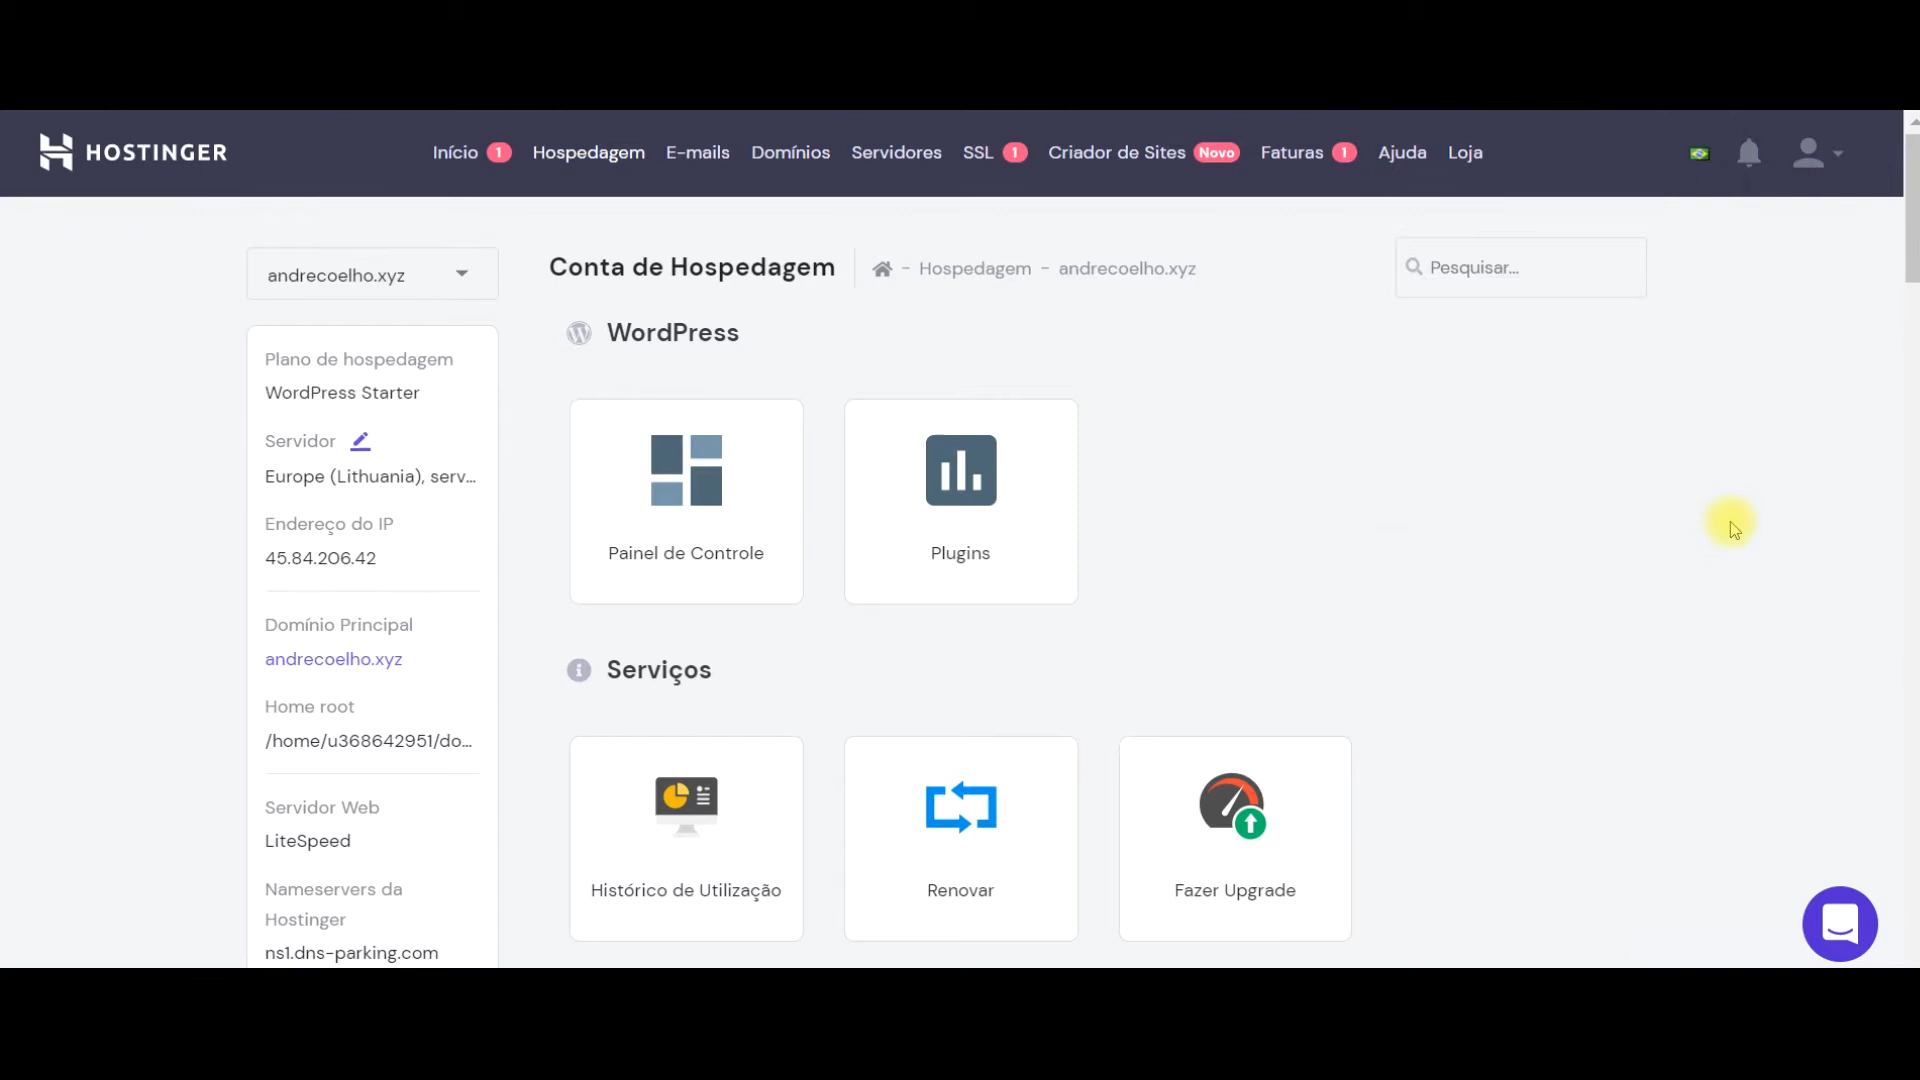 HOSTINGER
Início 1 Hospedagem E-mails Domínios Servidores SSL 1 Criador de Sites Novo Faturas 1 Ajuda Loja
andrecoelho.xyz
Conta de Hospedagem - Hospedagem - andrecoelho.xyz
Pesquisar...
WordPress
Plano de hospedagem
WordPress Starter
Servidor
Europe (Lithuania), serv...
Endereço do IP
45.84.206.42
Domínio Principal
andrecoelho.xyz
Home root
/home/u368642951/do...
Servidor Web
LiteSpeed
Nameservers da
Hostinger
ns1.dns-parking.com
Painel de Controle
Plugins
Serviços
Histórico de Utilização
Renovar
Fazer Upgrade